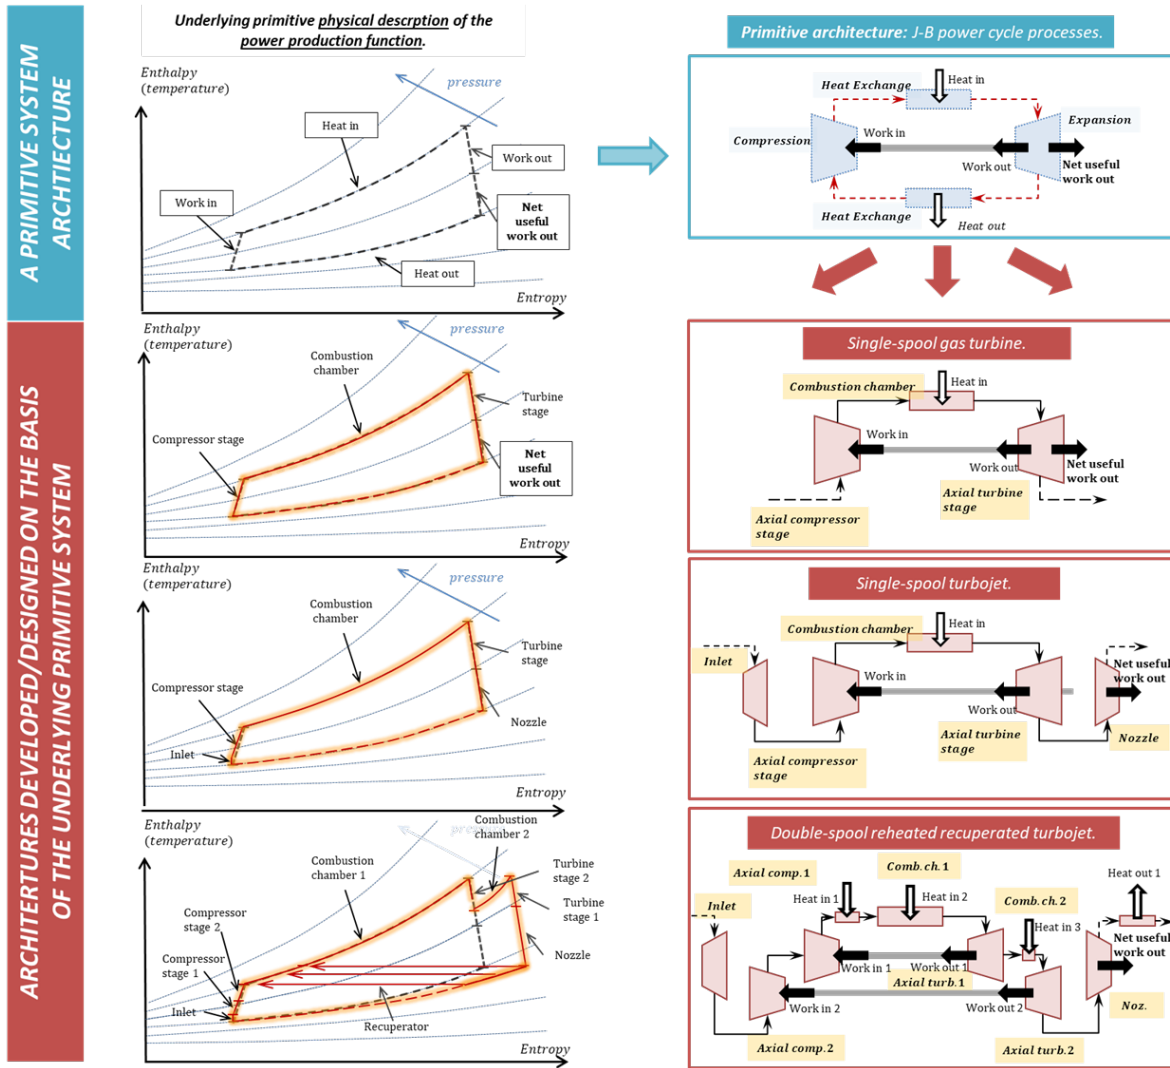 A PRIMITIVE SYSTEM
ARCHTIECTURE
Underlying primitive physical descrption of the
power production function.
Enthalpy
(temperature)
pressure
Heat in
Work out
Work in
Net
useful
work out
Heat out
Entropy
Primitive architecture: J-B power cycle processes.
Heat Exchange
Heat in
Compression
Work in
Expansion
Work out
Net useful
work out
Heat Exchange
Heat out
ARCHITERTURES DEVELOPED/DESIGNED ON THE BASIS
OF THE UNDERLYING PRIMITIVE SYSTEM
Enthalpy
(temperature)
pressure
Combustion
chamber
Turbine
stage
Compressor stage
Net
useful
work out
Entropy
Single-spool gas turbine.
Combustion chamber
Heat in
Work in
Work out
Net useful
work out
Axial turbine
stage
Axial compressor
stage
Enthalpy
(temperature)
pressure
Combustion
chamber
Turbine
stage
Compressor stage
Nozzle
Inlet
Entropy
Single-spool turbojet.
Combustion chamber
Heat in
Inlet
Net useful
work out
Work in
Work out
Axial turbine
stage
Nozzle
Axial compressor
stage
Enthalpy
(temperature)
Combustion
chamber 2
Combustion
chamber 1
Turbine
stage 2
Turbine
stage 1
Compressor
stage 2
Compressor
stage 1
Nozzle
Inlet
Recuperator
Entropy
Double-spool reheated recuperated turbojet.
Axial comp.1
Comb.ch.1
Heat out 1
Inlet
Heat in 1
Heat in 2
Comb.ch.2
Heat in 3
Net useful
work out
Work in 1
Work out 1
Axial turb.1
Work in 2
Work out 2
Noz.
Axial comp.2
Axial turb.2